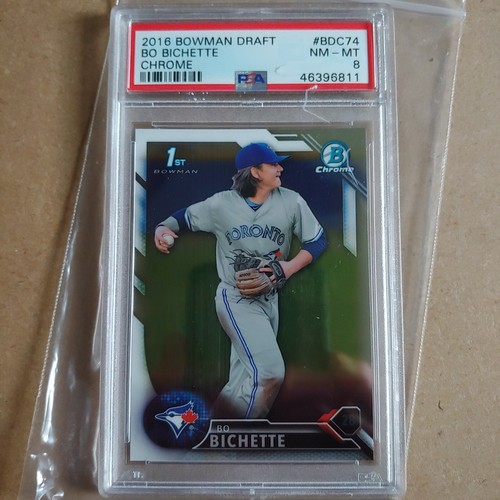 2016 BOWMAN DRAFT #BDC74
BO BICHETTE NM-MT
CHROME 8
PSA 46396811
1ST
BOWMAN
B
Chrome
TORONTO
BO
BICHETTE